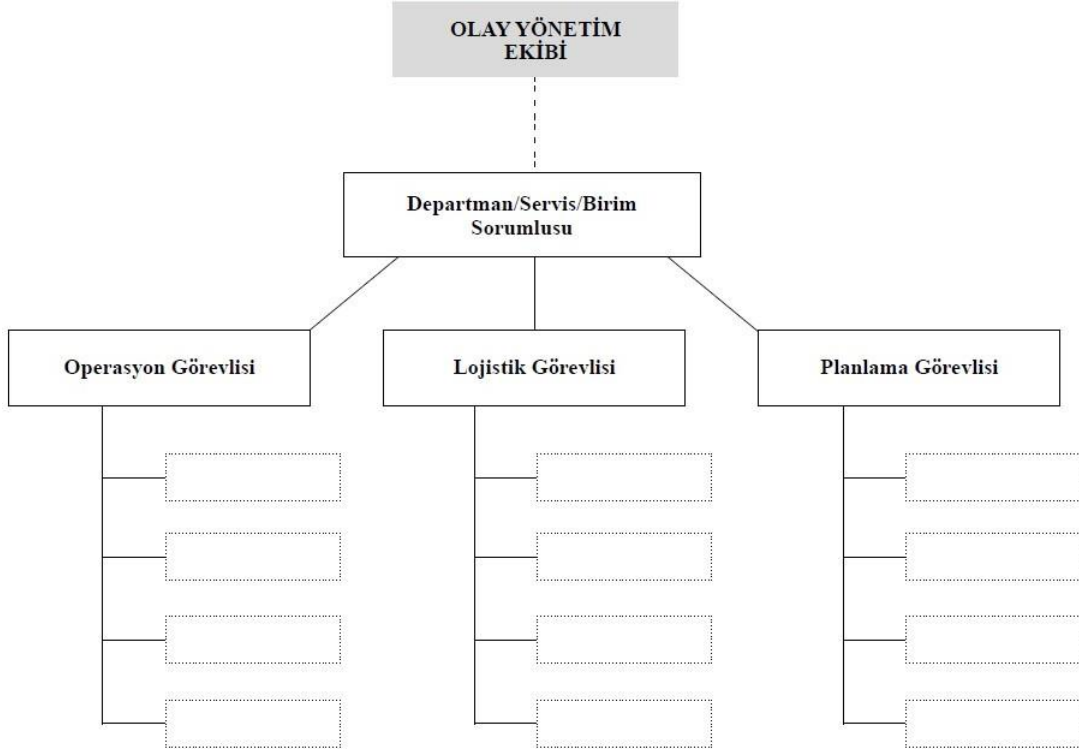 OLAY YÖNETİM
EKİBİ
Departman/Servis/Birim
Sorumlusu
Operasyon Görevlisi
Lojistik Görevlisi
Planlama Görevlisi